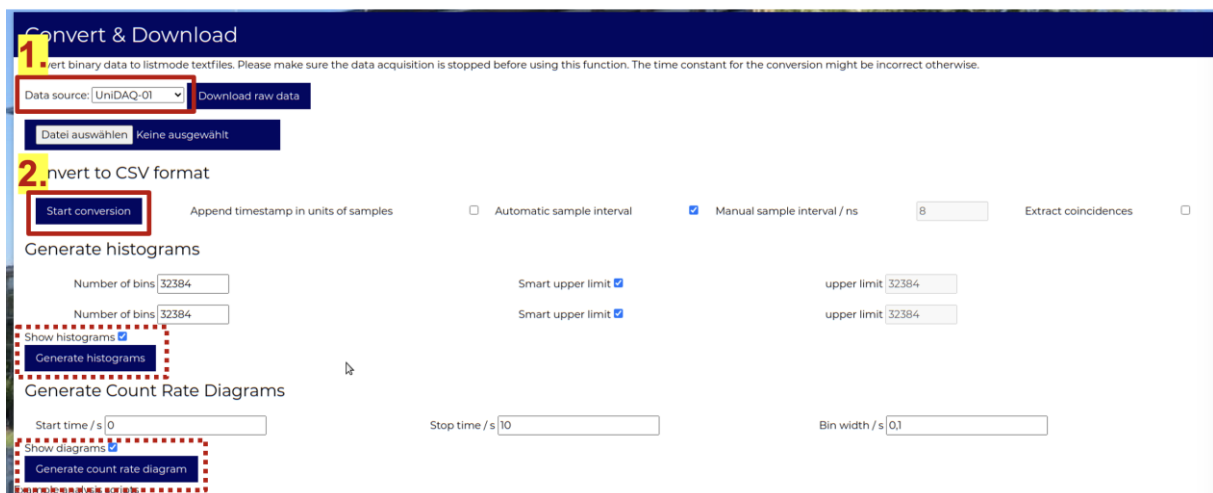 Convert & Download
1.
vert binary data to listmode textfiles. Please make sure the data acquisition is stopped before using this function. The time constant for the conversion might be incorrect otherwise.
Data source: UniDAQ-01 Download raw data
Datei auswählen Keine ausgewählt
2.
nvert to CSV format
Start conversion Append timestamp in units of samples Automatic sample interval Manual sample interval / ns 8 Extract coincidences
Generate histograms
Number of bins 32384 Smart upper limit upper limit 32384
Number of bins 32384 Smart upper limit upper limit 32384
Show histograms
Generate histograms
Generate Count Rate Diagrams
Start time / s 0 Stop time / s 10 Bin width / s 0,1
Show diagrams
Generate count rate diagram
Example analysis scripts